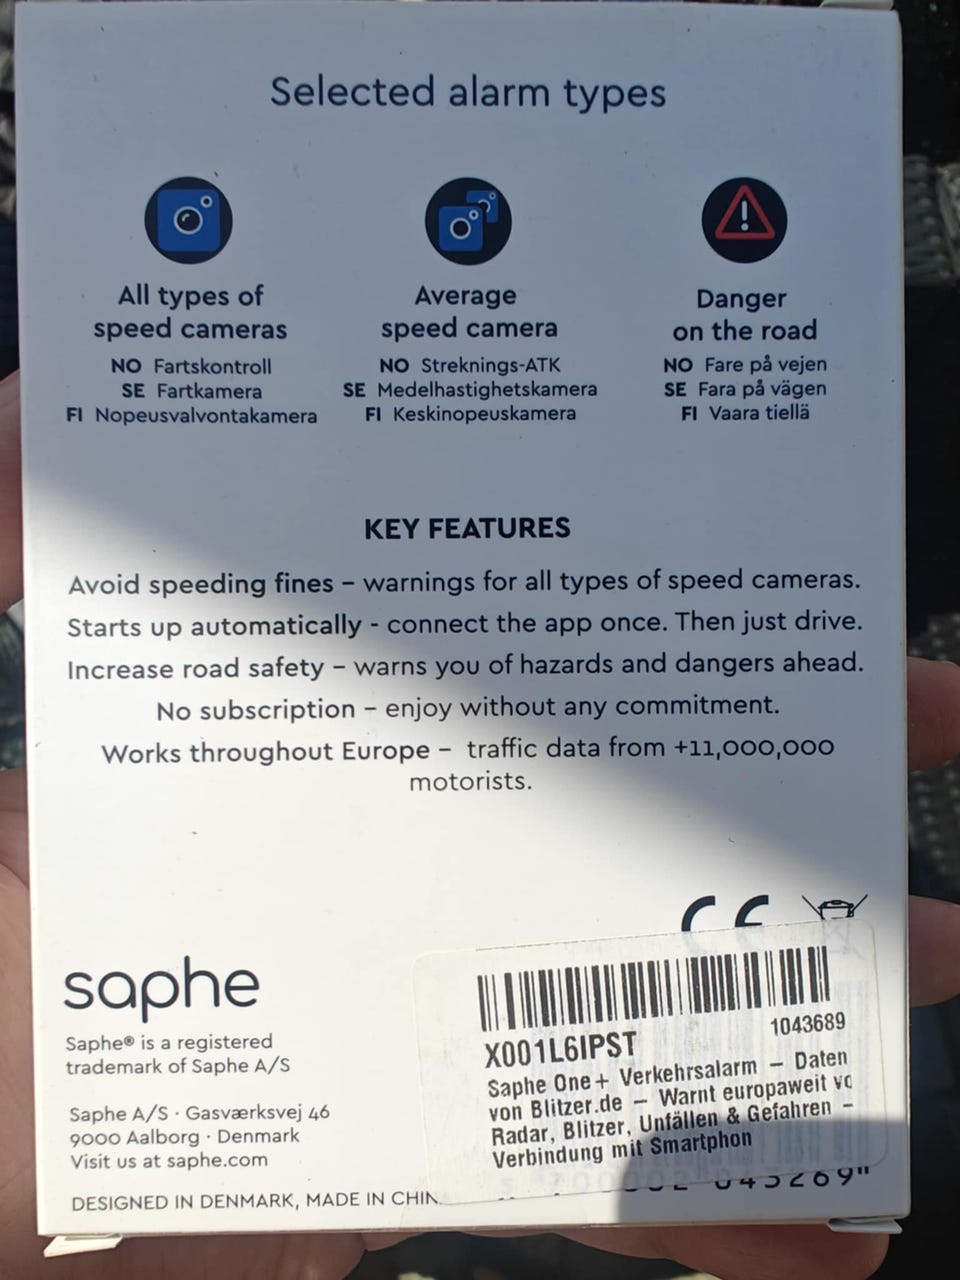 Selected alarm types
All types of
speed cameras
NO Fartskontroll
SE Fartkamera
FI Nopeusvalvontakamera
Average
speed camera
NO Streknings-ATK
SE Medelhastighetskamera
FI Keskinopeuskamera
Danger
on the road
NO Fare på vejen
SE Fara på vägen
FI Vaara tiellä
KEY FEATURES
Avoid speeding fines – warnings for all types of speed cameras.
Starts up automatically - connect the app once. Then just drive.
Increase road safety – warns you of hazards and dangers ahead.
No subscription – enjoy without any commitment.
Works throughout Europe – traffic data from +11,000,000
motorists.
CE
saphe
Saphe® is a registered
trademark of Saphe A/S
Saphe A/S · Gasværksvej 46
9000 Aalborg · Denmark
Visit us at saphe.com
DESIGNED IN DENMARK, MADE IN CHIN
1043689
X001L6IPST
Saphe One+ Verkehrsalarm – Daten
von Blitzer.de – Warnt europaweit vo
Radar, Blitzer, Unfällen & Gefahren –
Verbindung mit Smartphon